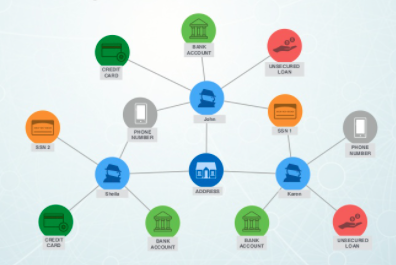 BANK
ACCOUNT
CREDIT
CARD
UNSECURED
LOAN
John
PHONE
NUMBER
SSN 1
SSN 2
PHONE
NUMBER
Sheila
ADDRESS
Karen
CREDIT
CARD
BANK
ACCOUNT
BANK
ACCOUNT
UNSECURED
LOAN